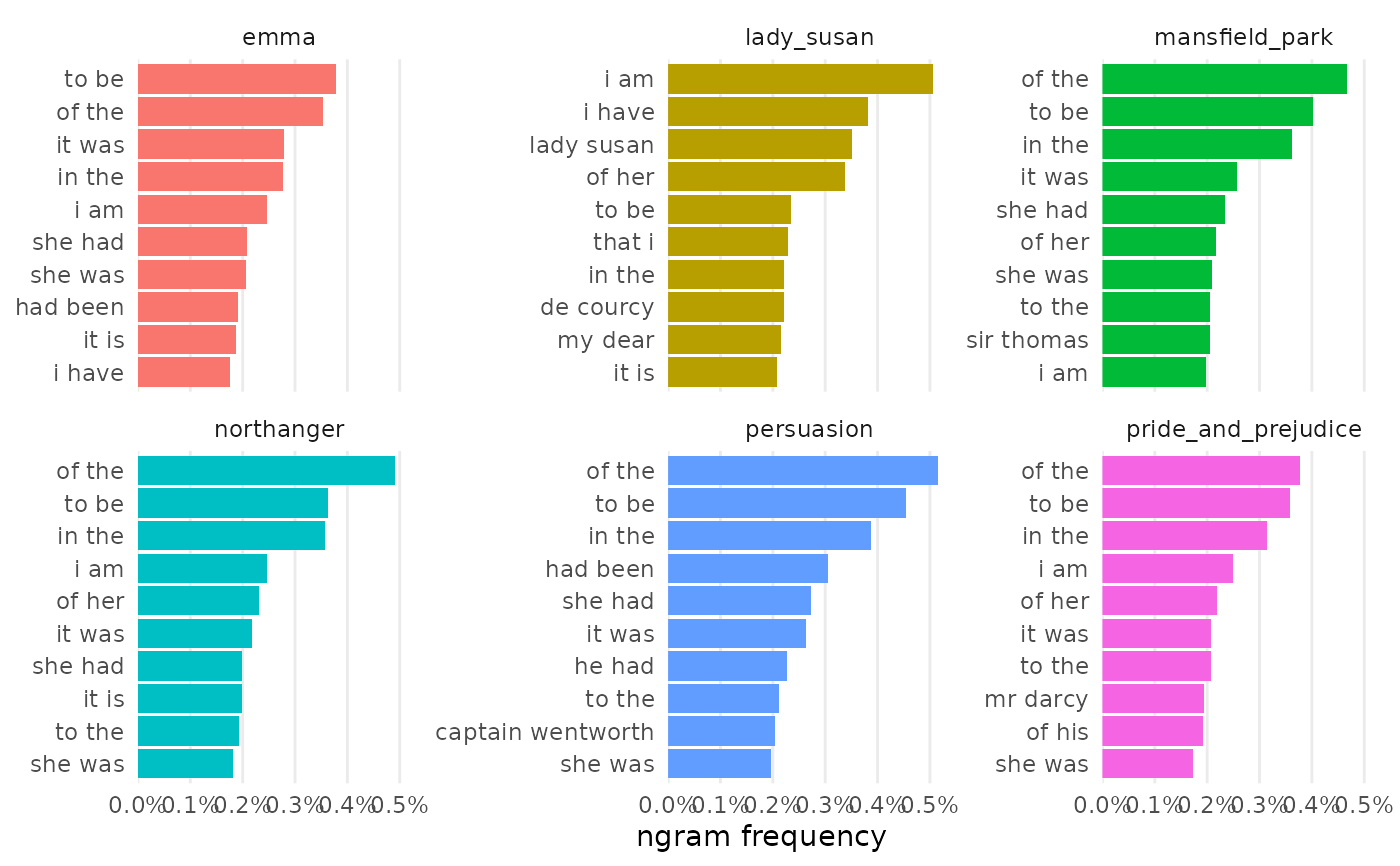 emma
to be
of the
it was
in the
i am
she had
she was
had been
it is
i have
lady_susan
i am
i have
lady susan
of her
to be
that i
in the
de courcy
my dear
it is
mansfield_park
of the
to be
in the
it was
she had
of her
she was
to the
sir thomas
i am
northanger
of the
to be
in the
i am
of her
it was
she had
it is
to the
she was
0.0% 0.1% 0.2% 0.3% 0.4% 0.5%
persuasion
of the
to be
in the
had been
she had
it was
he had
to the
captain wentworth
she was
0.0% 0.1% 0.2% 0.3% 0.4% 0.5%
pride_and_prejudice
of the
to be
in the
i am
of her
it was
to the
mr darcy
of his
she was
0.0% 0.1% 0.2% 0.3% 0.4% 0.5%
ngram frequency